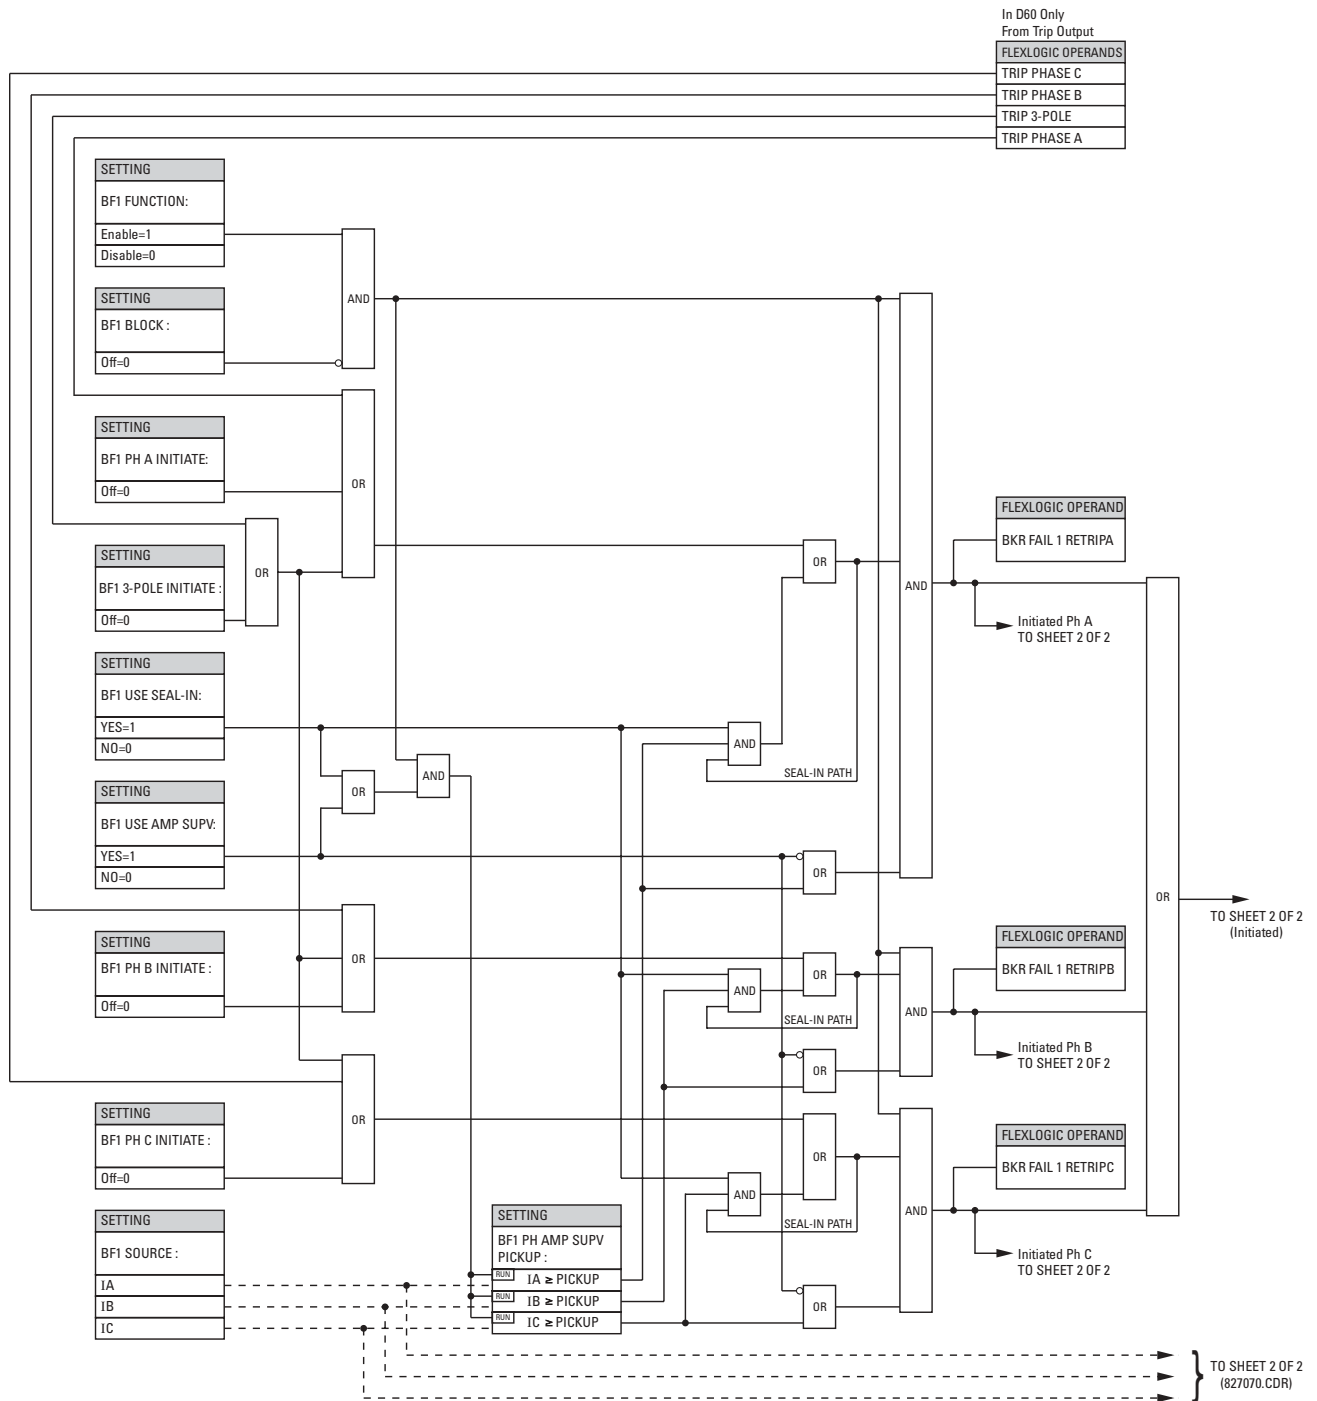 In D60 Only
From Trip Output
FLEXLOGIC OPERANDS
TRIP PHASE C
TRIP PHASE B
TRIP 3-POLE
TRIP PHASE A
SETTING
BF1 FUNCTION:
Enable=1
Disable=0
AND
SETTING
BF1 BLOCK :
Off=0
SETTING
BF1 PH A INITIATE:
Off=0
OR
SETTING
BF1 3-POLE INITIATE :
Off=0
OR
OR
AND
FLEXLOGIC OPERAND
BKR FAIL 1 RETRIPA
Initiated Ph A
TO SHEET 2 OF 2
SETTING
BF1 USE SEAL-IN:
YES=1
NO=0
AND
SEAL-IN PATH
AND
OR
SETTING
BF1 USE AMP SUPV:
YES=1
NO=0
OR
OR
TO SHEET 2 OF 2
(Initiated)
SETTING
BF1 PH B INITIATE :
Off=0
OR
OR
AND
SEAL-IN PATH
AND
FLEXLOGIC OPERAND
BKR FAIL 1 RETRIPB
Initiated Ph B
TO SHEET 2 OF 2
OR
SETTING
BF1 PH C INITIATE :
Off=0
OR
OR
AND
SEAL-IN PATH
AND
FLEXLOGIC OPERAND
BKR FAIL 1 RETRIPC
Initiated Ph C
TO SHEET 2 OF 2
SETTING
BF1 SOURCE :
IA
IB
IC
SETTING
BF1 PH AMP SUPV
PICKUP :
RUN IA ≥ PICKUP
RUN IB ≥ PICKUP
RUN IC ≥ PICKUP
OR
TO SHEET 2 OF 2
(827070.CDR)